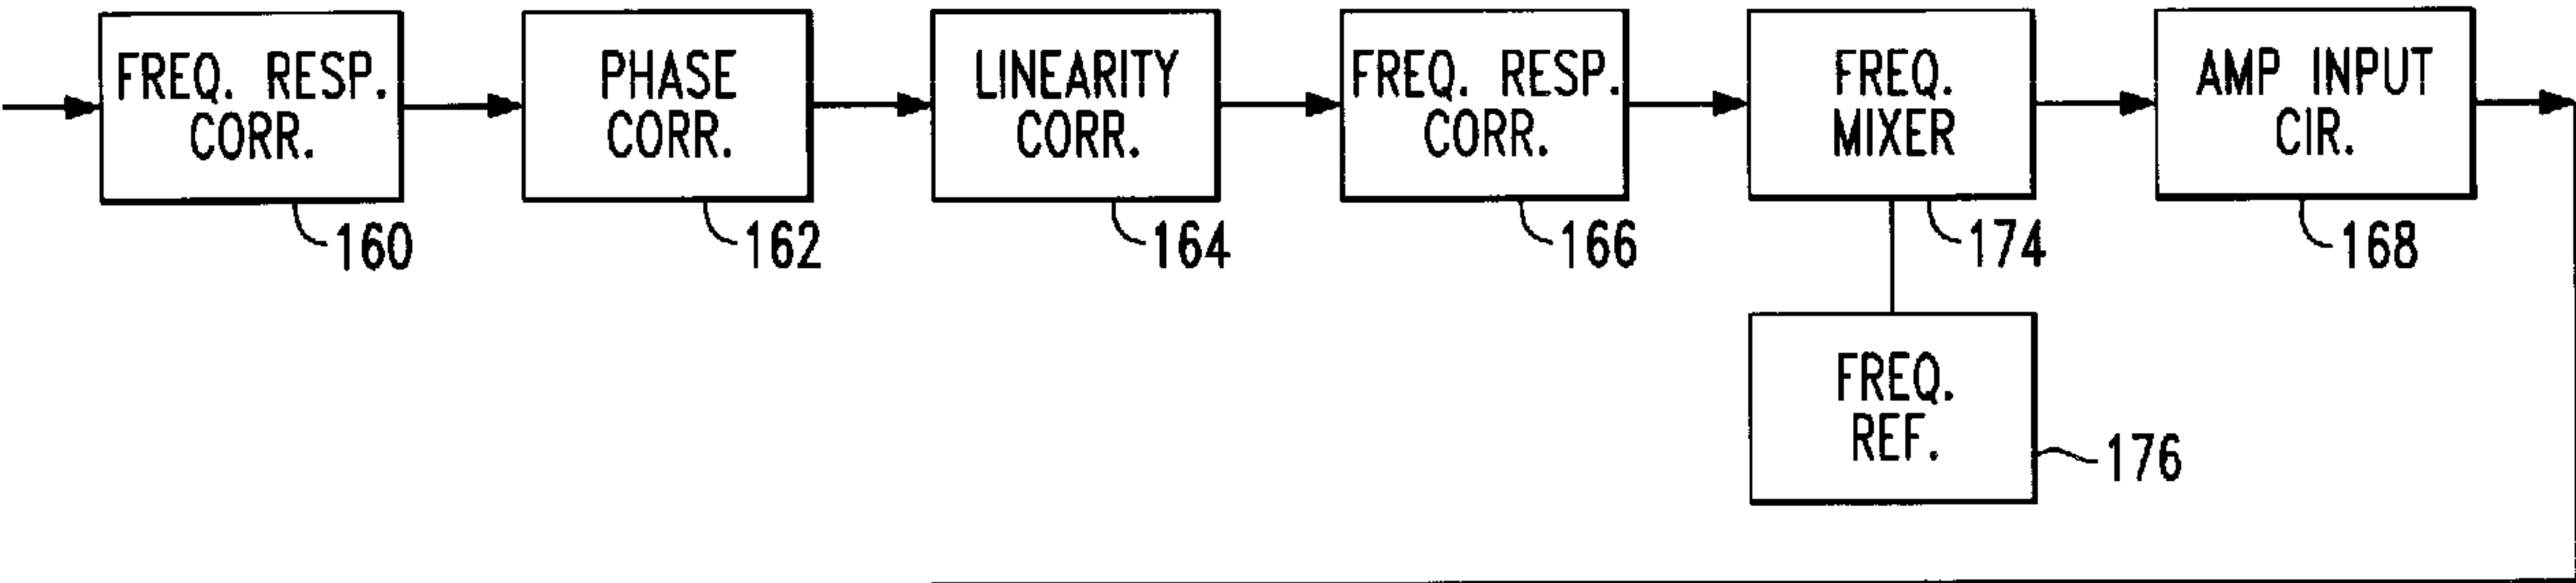 FREQ. RESP.
CORR.
PHASE
CORR.
LINEARITY
CORR.
FREQ. RESP.
CORR.
FREQ.
MIXER
AMP INPUT
CIR.
160
162
164
166
174
168
FREQ.
REF.
176